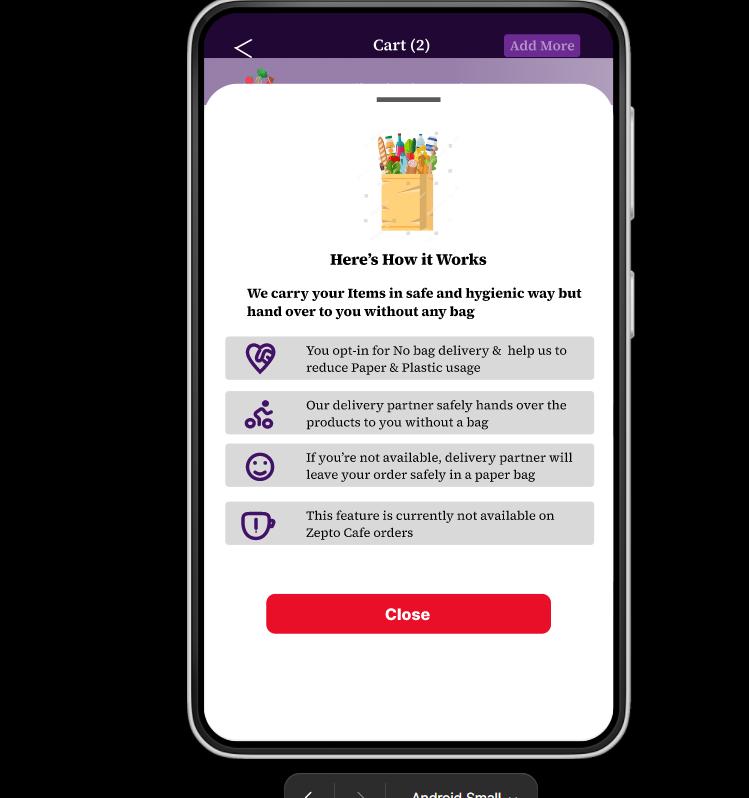 Cart (2)
Add More
Here’s How it Works
We carry your Items in safe and hygienic way but
hand over to you without any bag
You opt-in for No bag delivery &  help us to
reduce Paper & Plastic usage
Our delivery partner safely hands over the
products to you without a bag
If you’re not available, delivery partner will
leave your order safely in a paper bag
This feature is currently not available on
Zepto Cafe orders
Close
Android Small